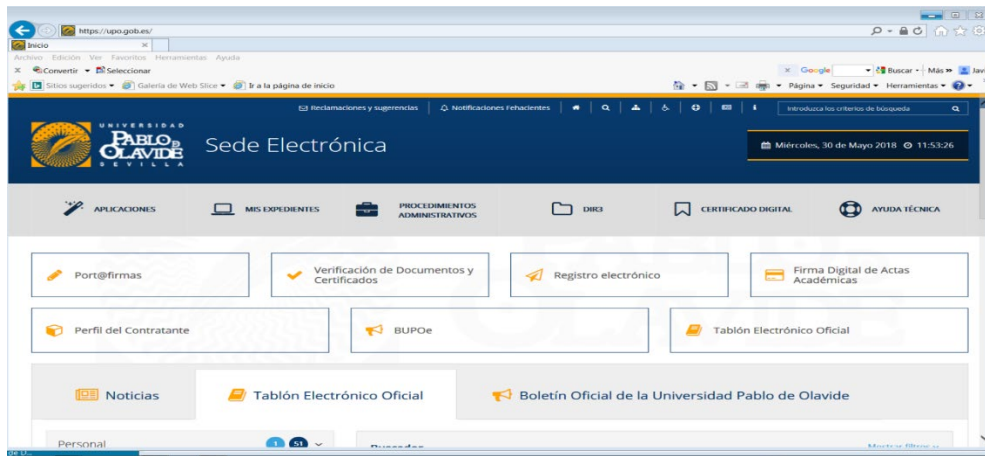 https://upo.gob.es/
Inicio
Archivo Edición Ver Favoritos Herramientas Ayuda
Convertir Seleccionar
Google Buscar Más
Sitios sugeridos Galería de Web Slice Ir a la página de inicio
Página Seguridad Herramientas
Reclamaciones y sugerencias Notificaciones Fehacientes Introduzca los criterios de búsqueda
UNIVERSIDAD
PABLO DE
OLAVIDE
SEVILLA
Sede Electrónica
Miércoles, 30 de Mayo 2018 11:53:26
APLICACIONES
MIS EXPEDIENTES
PROCEDIMIENTOS
ADMINISTRATIVOS
DIR3
CERTIFICADO DIGITAL
AYUDA TÉCNICA
Port@firmas
Verificación de Documentos y
Certificados
Registro electrónico
Firma Digital de Actas
Académicas
Perfil del Contratante
BUPOe
Tablón Electrónico Oficial
Noticias
Tablón Electrónico Oficial
Boletín Oficial de la Universidad Pablo de Olavide
Personal 1 51
Buscador
Mostrar filtros